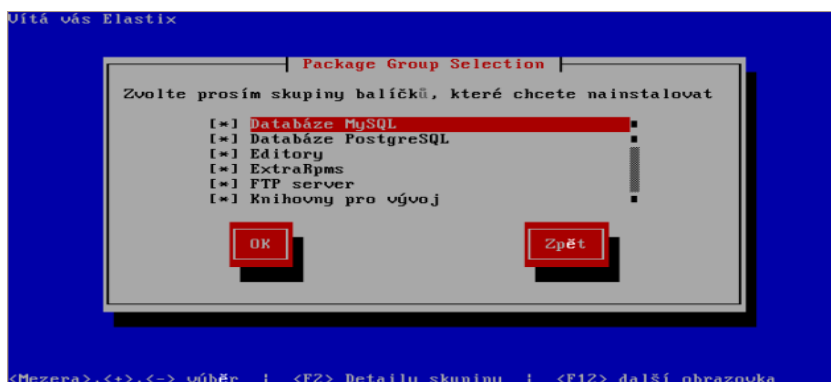 Vítá vás Elastix
Package Group Selection
Zvolte prosím skupiny balíčků, které chcete nainstalovat
[*] Databáze MySQL
[*] Databáze PostgreSQL
[*] Editory
[*] ExtraRpms
[*] FTP server
[*] Knihovny pro vývoj
OK Zpět
<Mezera>,<+>,<-> výběr | <F2> Detaily skupiny | <F12> další obrazovka